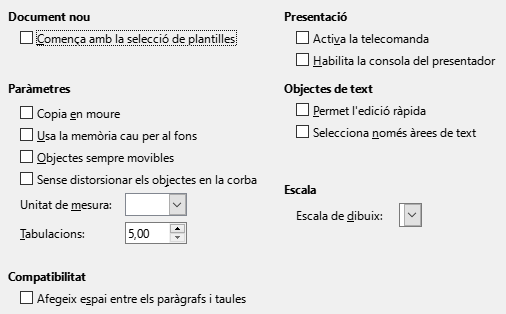 Document nou
Comença amb la selecció de plantilles
Paràmetres
Copia en moure
Usa la memòria cau per al fons
Objectes sempre movibles
Sense distorsionar els objectes en la corba
Unitat de mesura:
Tabulacions: 5,00
Compatibilitat
Afegeix espai entre els paràgrafs i taules
Presentació
Activa la telecomanda
Habilita la consola del presentador
Objectes de text
Permet l'edició ràpida
Selecciona només àrees de text
Escala
Escala de dibuix: